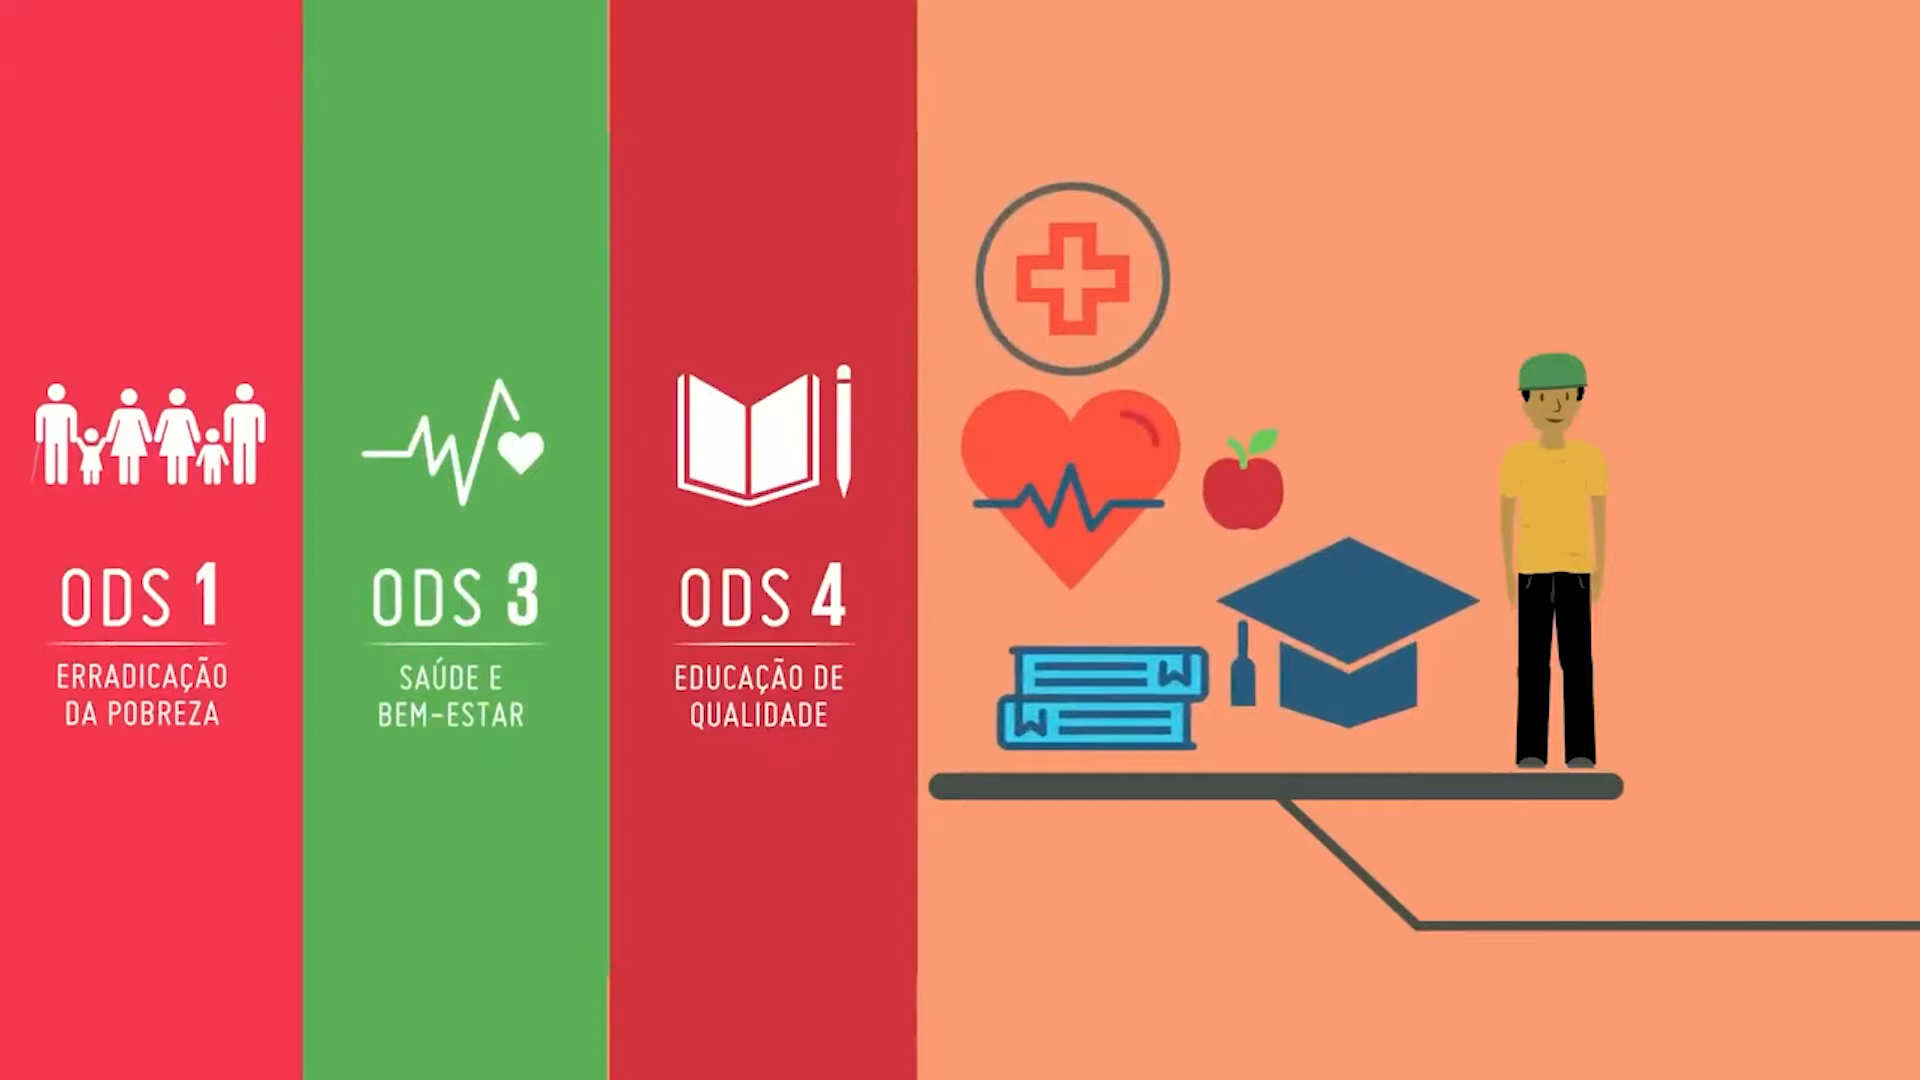 ODS 1
ERRADICAÇÃO
DA POBREZA
ODS 3
SAÚDE E
BEM-ESTAR
ODS 4
EDUCAÇÃO DE
QUALIDADE